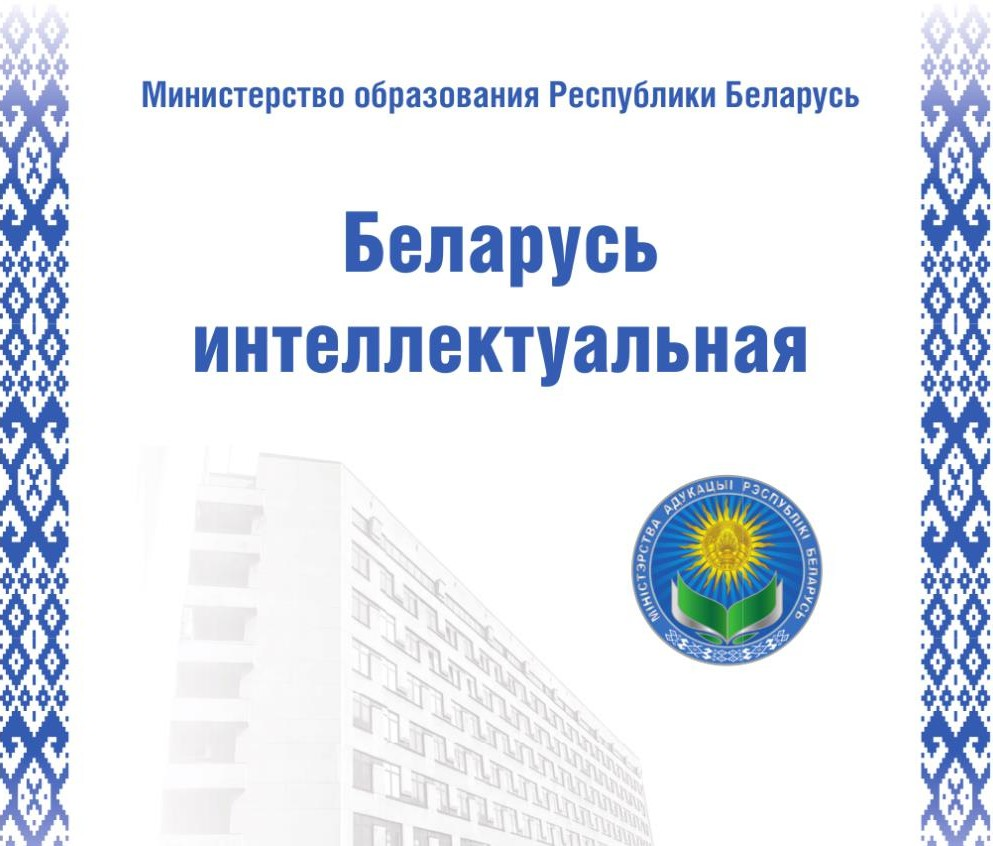 Министерство образования Республики Беларусь
Беларусь
интеллектуальная
МІНІСТЭРСТВА АДУКАЦЫІ РЭСПУБЛІКІ БЕЛАРУСЬ